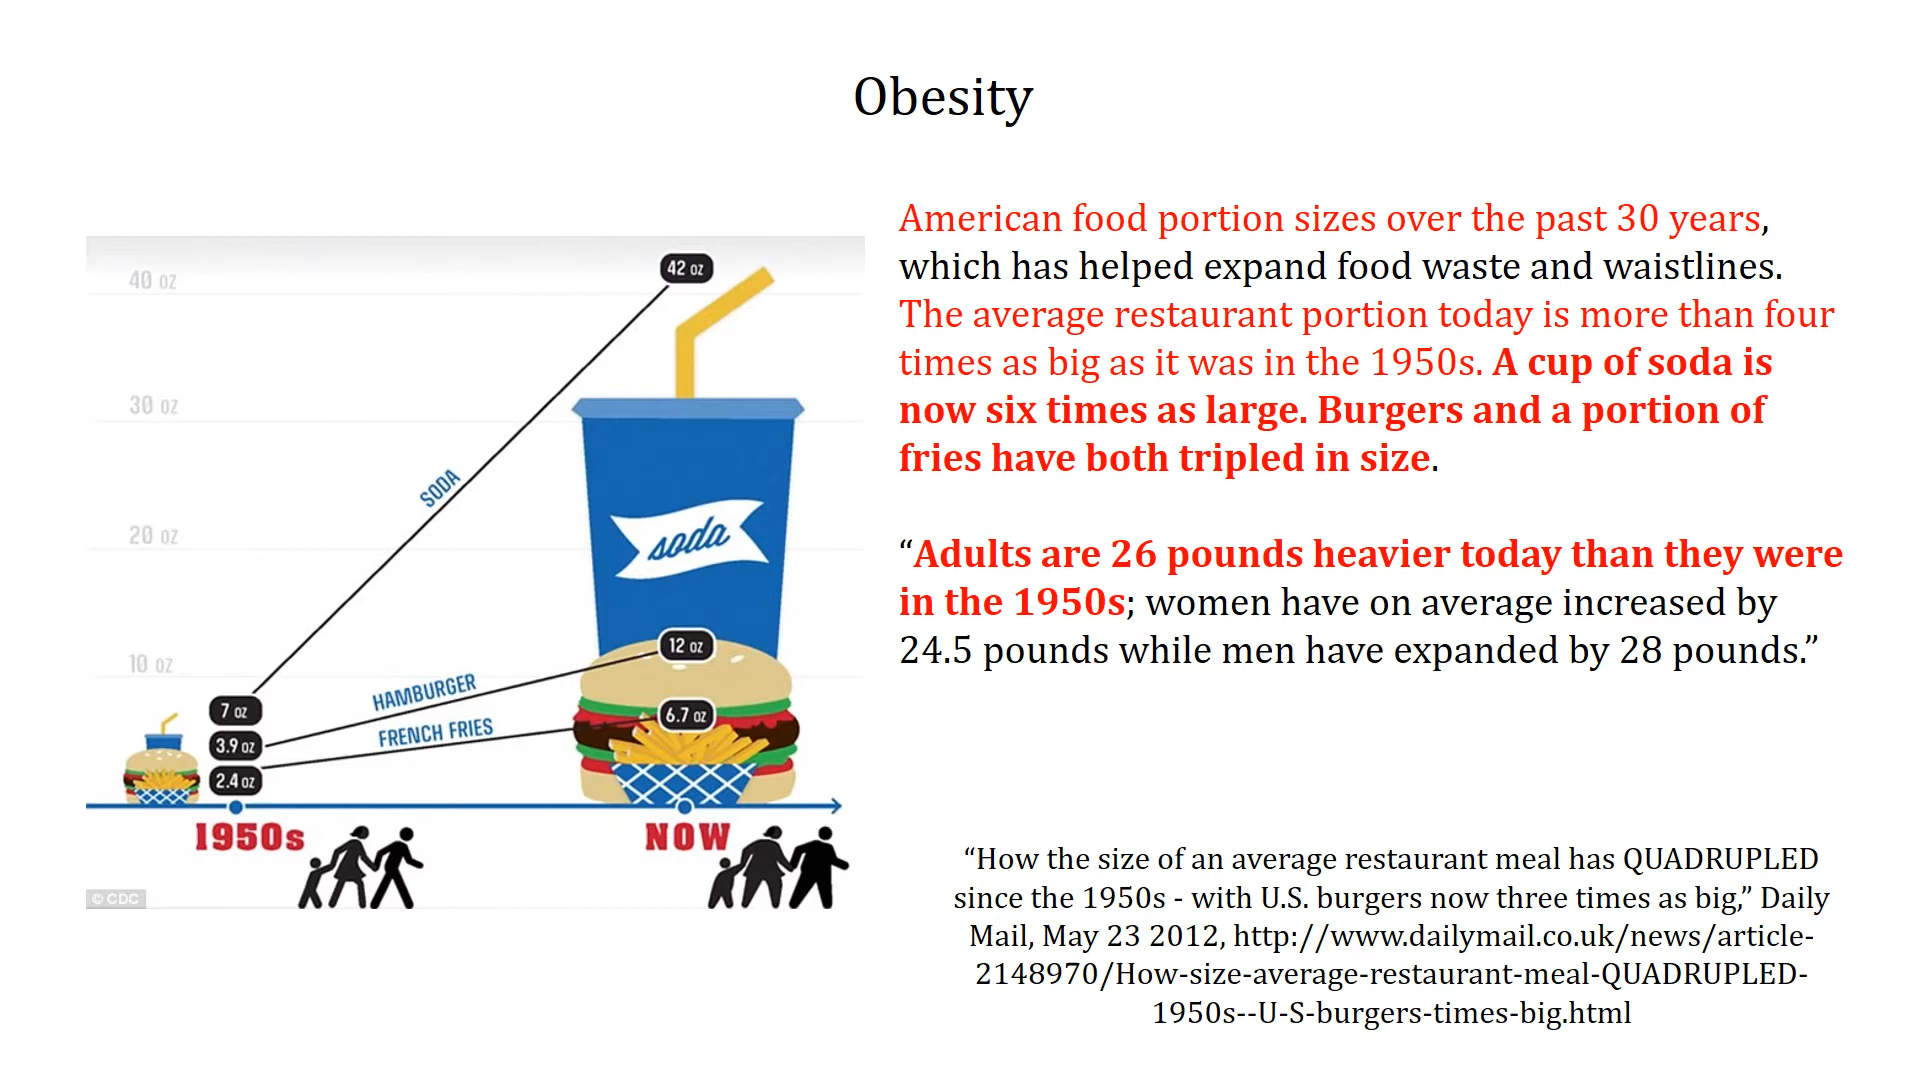 Obesity
American food portion sizes over the past 30 years,
which has helped expand food waste and waistlines.
The average restaurant portion today is more than four
times as big as it was in the 1950s. A cup of soda is
now six times as large. Burgers and a portion of
fries have both tripled in size.
“Adults are 26 pounds heavier today than they were
in the 1950s; women have on average increased by
24.5 pounds while men have expanded by 28 pounds.”
40 oz
30 oz
20 oz
10 oz
42 oz
SODA
soda
12 oz
HAMBURGER
6.7 oz
FRENCH FRIES
7 oz
3.9 oz
2.4 oz
1950s
NOW
© CDC
“How the size of an average restaurant meal has QUADRUPLED
since the 1950s - with U.S. burgers now three times as big,” Daily
Mail, May 23 2012, http://www.dailymail.co.uk/news/article-
2148970/How-size-average-restaurant-meal-QUADRUPLED-
1950s--U-S-burgers-times-big.html